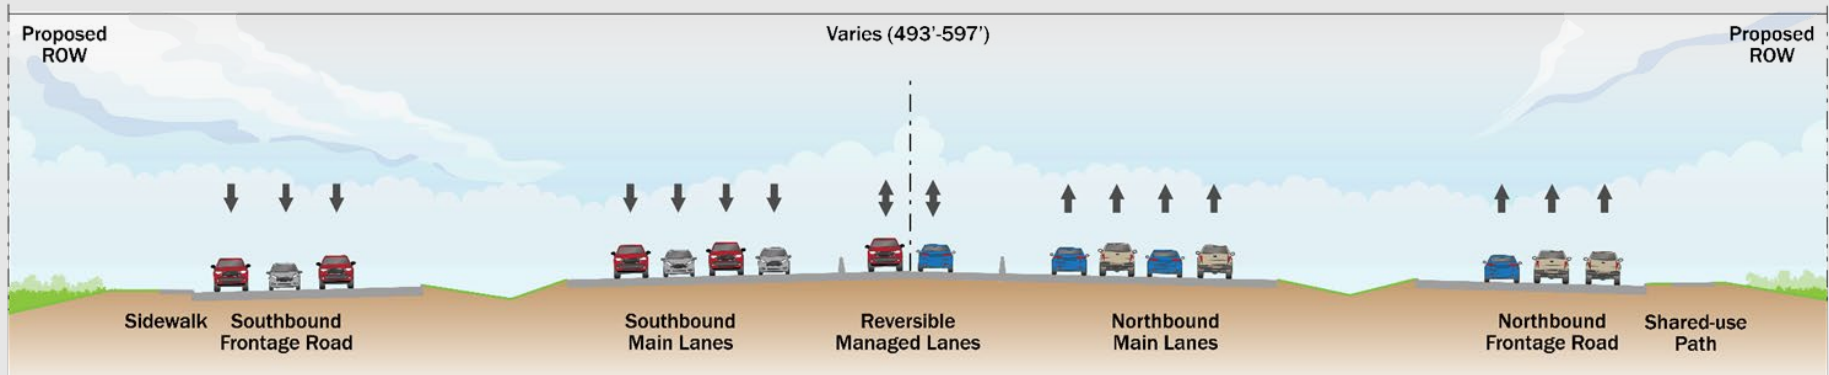 Proposed
ROW
Varies (493'-597')
Proposed
ROW
Sidewalk
Southbound
Frontage Road
Southbound
Main Lanes
Reversible
Managed Lanes
Northbound
Main Lanes
Northbound
Frontage Road
Shared-use
Path